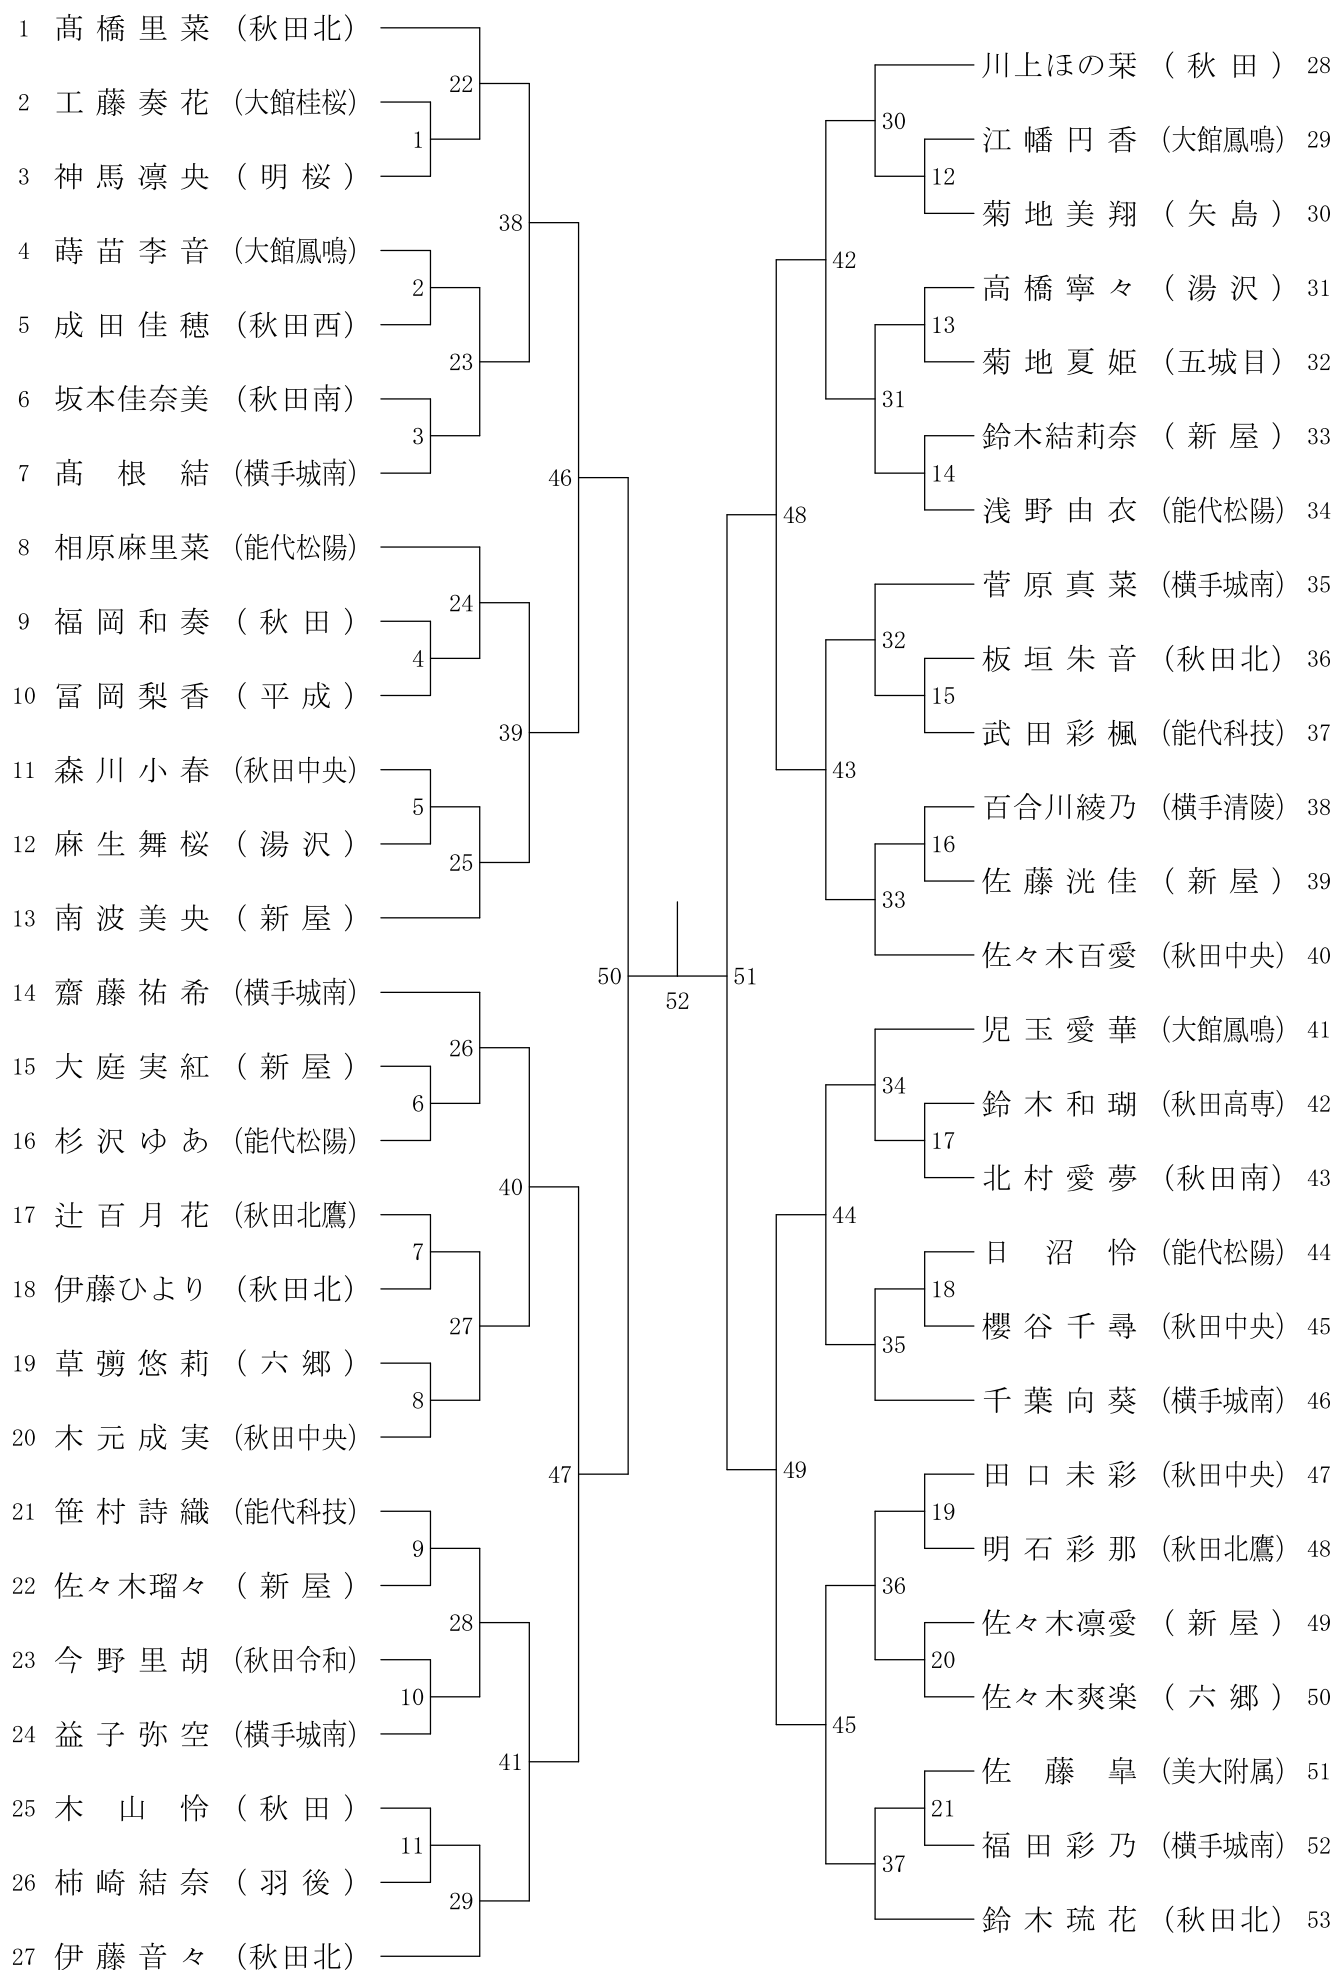 1 髙橋里菜 (秋田北)
2 工藤奏花 (大館桂桜)
3 神馬凛央 (明桜)
4 蒔苗李音 (大館鳳鳴)
5 成田佳穂 (秋田西)
6 坂本佳奈美 (秋田南)
7 髙根結 (横手城南)
8 相原麻里菜 (能代松陽)
9 福岡和奏 (秋田)
10 冨岡梨香 (平成)
11 森川小春 (秋田中央)
12 麻生舞桜 (湯沢)
13 南波美央 (新屋)
14 齋藤祐希 (横手城南)
15 大庭実紅 (新屋)
16 杉沢ゆあ (能代松陽)
17 辻百月花 (秋田北鷹)
18 伊藤ひより (秋田北)
19 草彅悠莉 (六郷)
20 木元成実 (秋田中央)
21 笹村詩織 (能代科技)
22 佐々木瑠々 (新屋)
23 今野里胡 (秋田令和)
24 益子弥空 (横手城南)
25 木山怜 (秋田)
26 柿崎結奈 (羽後)
27 伊藤音々 (秋田北)
1
2
3
4
5
6
7
8
9
10
11
22
23
24
25
26
27
28
29
38
39
40
41
46
47
50
52
51
48
49
42
43
44
45
30
31
32
33
34
35
36
37
12
13
14
15
16
17
18
19
20
21
川上ほの栞 (秋田) 28
江幡円香 (大館鳳鳴) 29
菊地美翔 (矢島) 30
高橋寧々 (湯沢) 31
菊地夏姫 (五城目) 32
鈴木結莉奈 (新屋) 33
浅野由衣 (能代松陽) 34
菅原真菜 (横手城南) 35
板垣朱音 (秋田北) 36
武田彩楓 (能代科技) 37
百合川綾乃 (横手清陵) 38
佐藤洸佳 (新屋) 39
佐々木百愛 (秋田中央) 40
児玉愛華 (大館鳳鳴) 41
鈴木和瑚 (秋田高専) 42
北村愛夢 (秋田南) 43
日沼怜 (能代松陽) 44
櫻谷千尋 (秋田中央) 45
千葉向葵 (横手城南) 46
田口未彩 (秋田中央) 47
明石彩那 (秋田北鷹) 48
佐々木凛愛 (新屋) 49
佐々木爽楽 (六郷) 50
佐藤皐 (美大附属) 51
福田彩乃 (横手城南) 52
鈴木琉花 (秋田北) 53